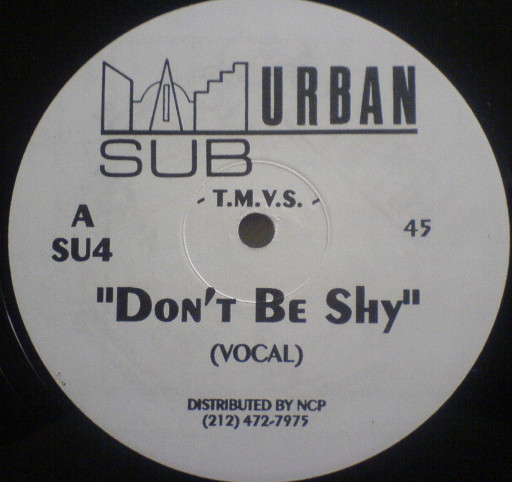 URBAN
SUB
- T.M.V.S. -
A
45
SU4
"DON'T BE SHY"
(VOCAL)
DISTRIBUTED BY NCP
(212) 472-7975